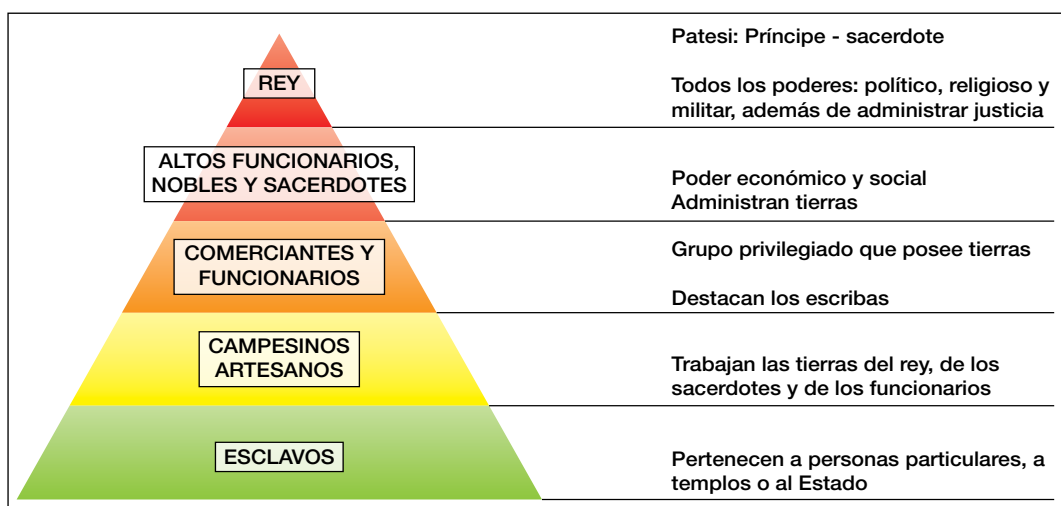 REY
Patesi: Príncipe - sacerdote
Todos los poderes: político, religioso y
militar, además de administrar justicia
ALTOS FUNCIONARIOS,
NOBLES Y SACERDOTES
Poder económico y social
Administran tierras
COMERCIANTES Y
FUNCIONARIOS
Grupo privilegiado que posee tierras
Destacan los escribas
CAMPESINOS
ARTESANOS
Trabajan las tierras del rey, de los
sacerdotes y de los funcionarios
ESCLAVOS
Pertenecen a personas particulares, a
templos o al Estado